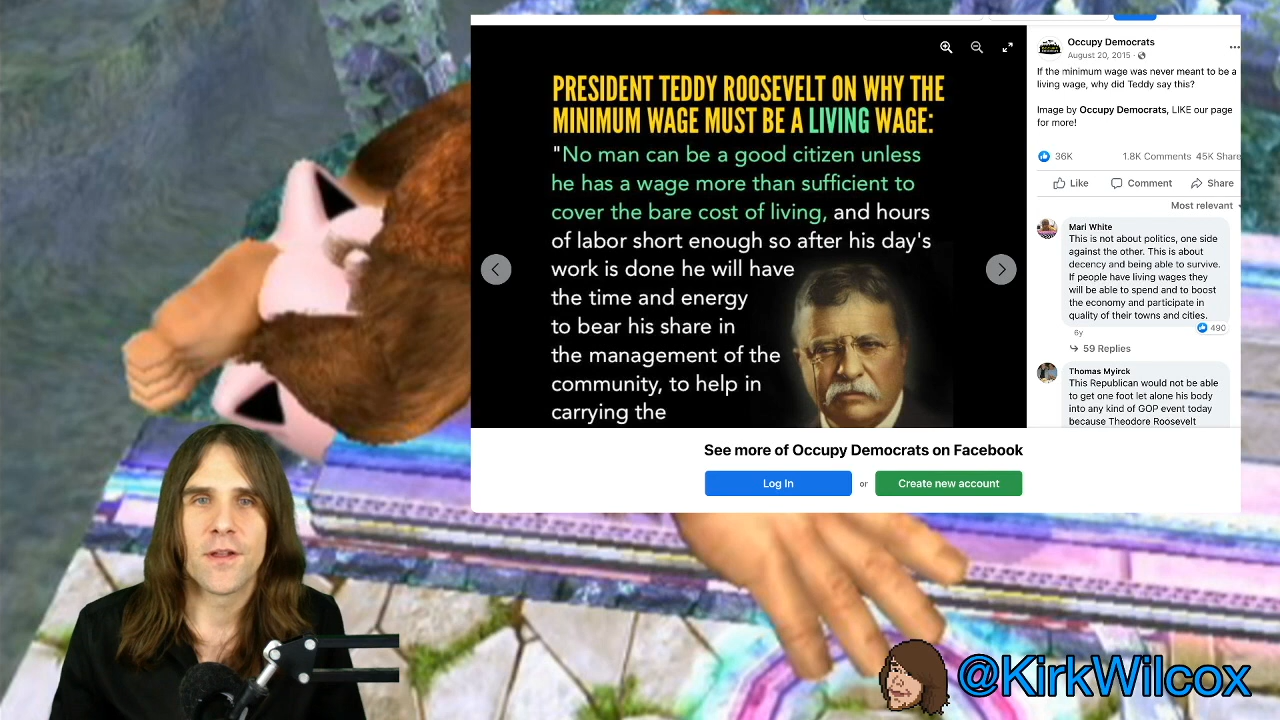 PRESIDENT TEDDY ROOSEVELT ON WHY THE
MINIMUM WAGE MUST BE A LIVING WAGE:
"No man can be a good citizen unless
he has a wage more than sufficient to
cover the bare cost of living, and hours
of labor short enough so after his day's
work is done he will have
the time and energy
to bear his share in
the management of the
community, to help in
carrying the
Occupy Democrats
August 20, 2015 ·
If the minimum wage was never meant to be a
living wage, why did Teddy say this?
Image by Occupy Democrats, LIKE our page
for more!
36K 1.8K Comments 45K Share
Like Comment Share
Most relevant
Mari White
This is not about politics, one side
against the other. This is about
decency and being able to survive.
If people have living wages they
will be able to spend and to boost
the economy and participate in
quality of their towns and cities.
490
6y
59 Replies
Thomas Myirck
This Republican would not be able
to get one foot let alone his body
into any kind of GOP event today
because Theodore Roosevelt
See more of Occupy Democrats on Facebook
Log In or Create new account
@KirkWilcox